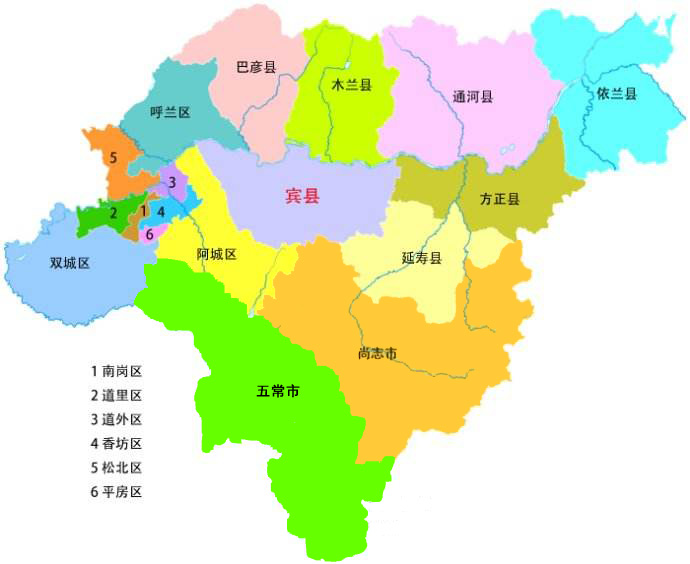 巴彦县
木兰县
通河县
依兰县
呼兰区
5
3
宾县
方正县
2
1
4
6
双城区
阿城区
延寿县
尚志市
五常市
1 南岗区
2 道里区
3 道外区
4 香坊区
5 松北区
6 平房区